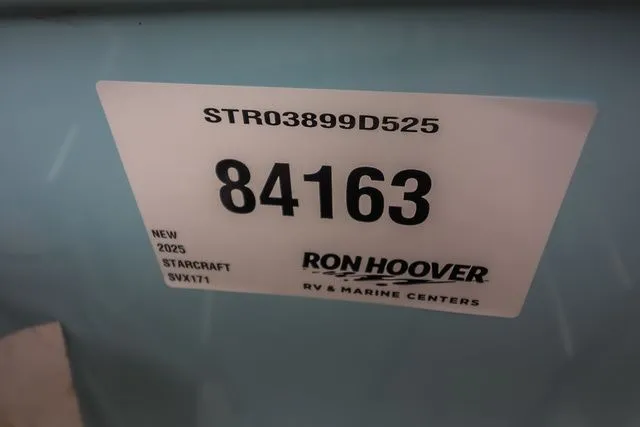 STR03899D525
84163
NEW
2025
STARCRAFT
SVX171
RON HOOVER
RV & MARINE CENTERS